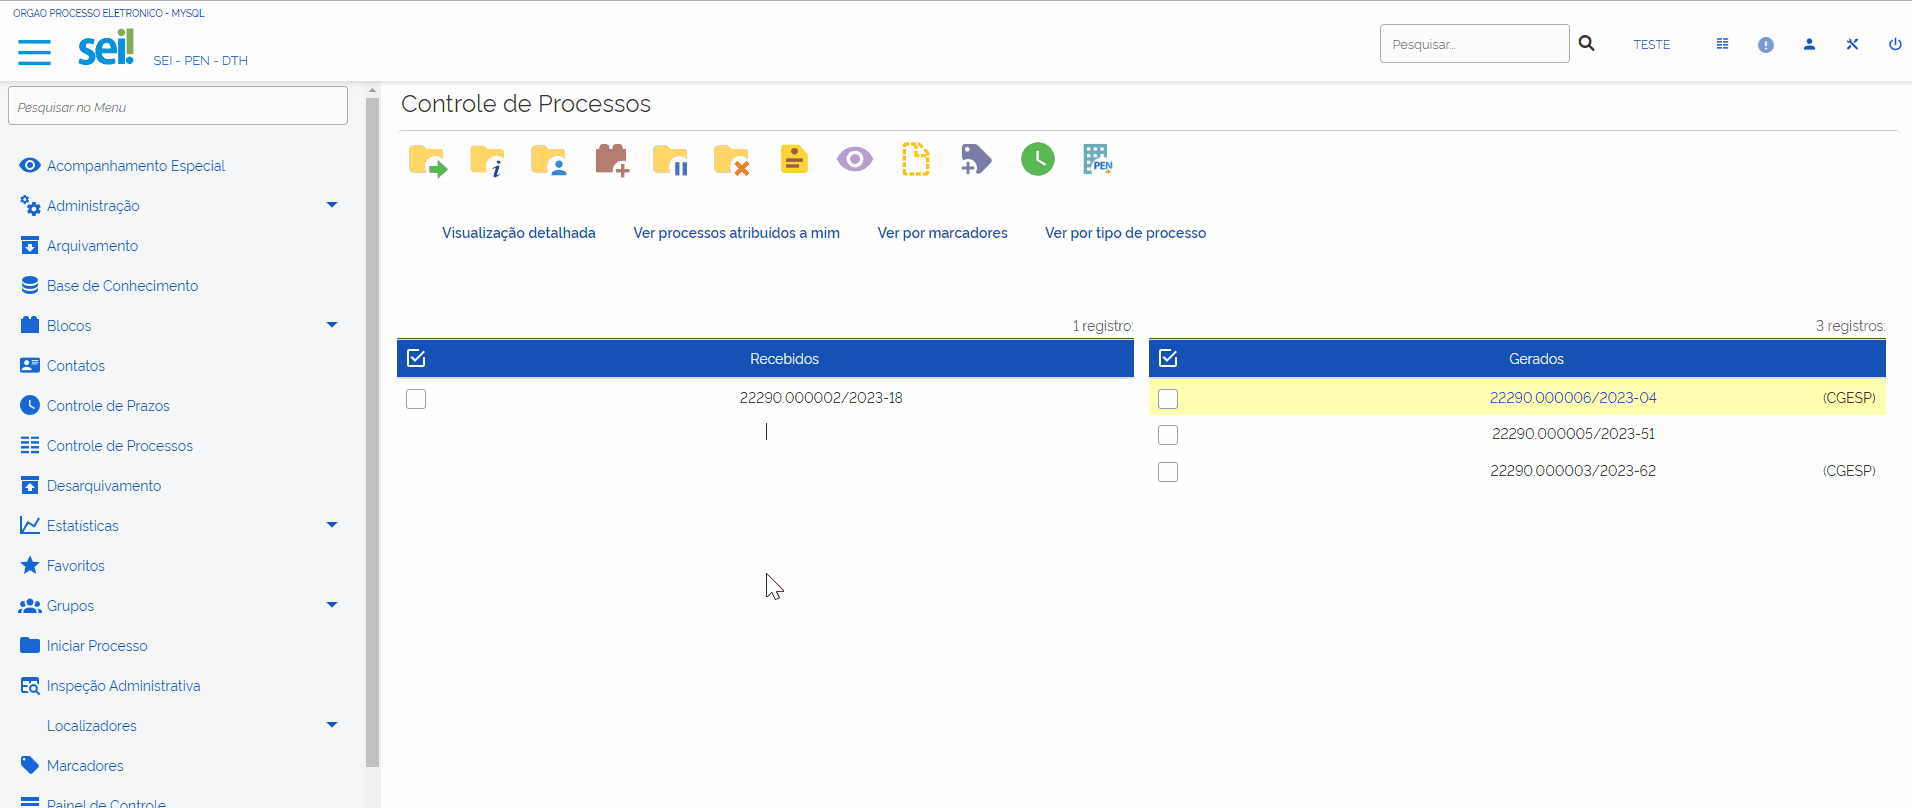 ORGAO PROCESSO ELETRONICO - MYSQL
sei!
SEI - PEN - DTH
Pesquisar...
TESTE
Pesquisar no Menu
Acompanhamento Especial
Administração
Arquivamento
Base de Conhecimento
Blocos
Contatos
Controle de Prazos
Controle de Processos
Desarquivamento
Estatísticas
Favoritos
Grupos
Iniciar Processo
Inspeção Administrativa
Localizadores
Marcadores
Painel de Controle
Controle de Processos
PEN
Visualização detalhada
Ver processos atribuídos a mim
Ver por marcadores
Ver por tipo de processo
1 registro:
Recebidos
22290.000002/2023-18
3 registros:
Gerados
22290.000006/2023-04 (CGESP)
22290.000005/2023-51
22290.000003/2023-62 (CGESP)